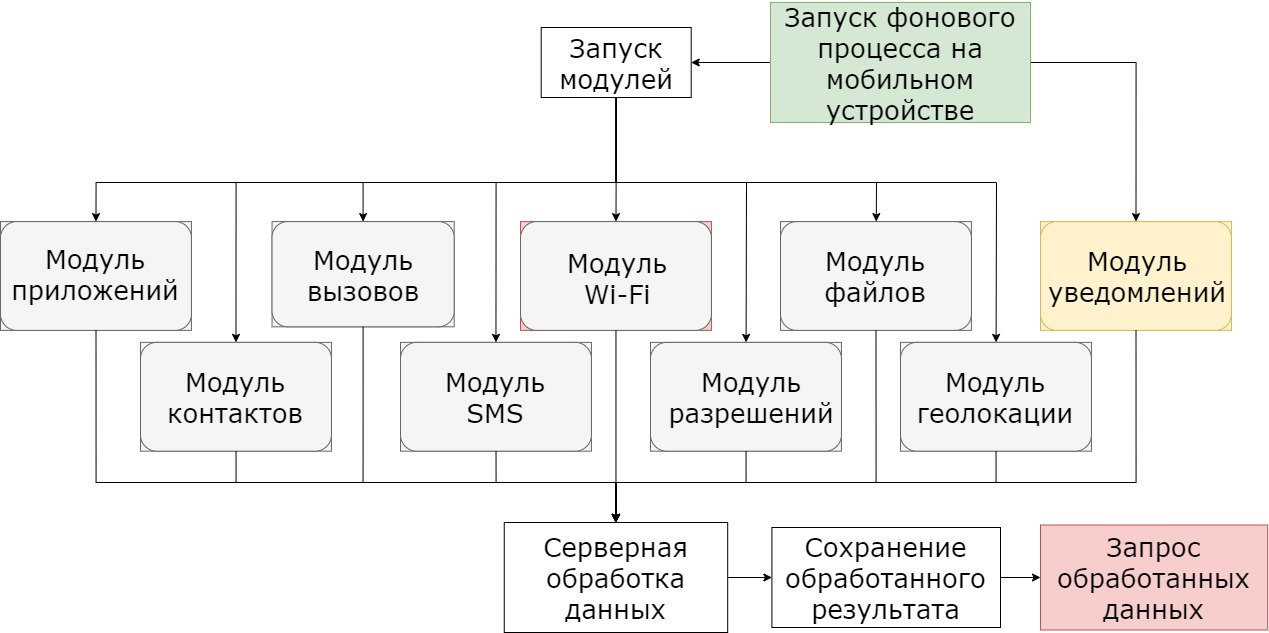 Запуск фонового
процесса на
мобильном
устройстве
Запуск
модулей
Модуль
приложений
Модуль
вызовов
Модуль
Wi-Fi
Модуль
файлов
Модуль
уведомлений
Модуль
контактов
Модуль
SMS
Модуль
разрешений
Модуль
геолокации
Серверная
обработка
данных
Сохранение
обработанного
результата
Запрос
обработанных
данных